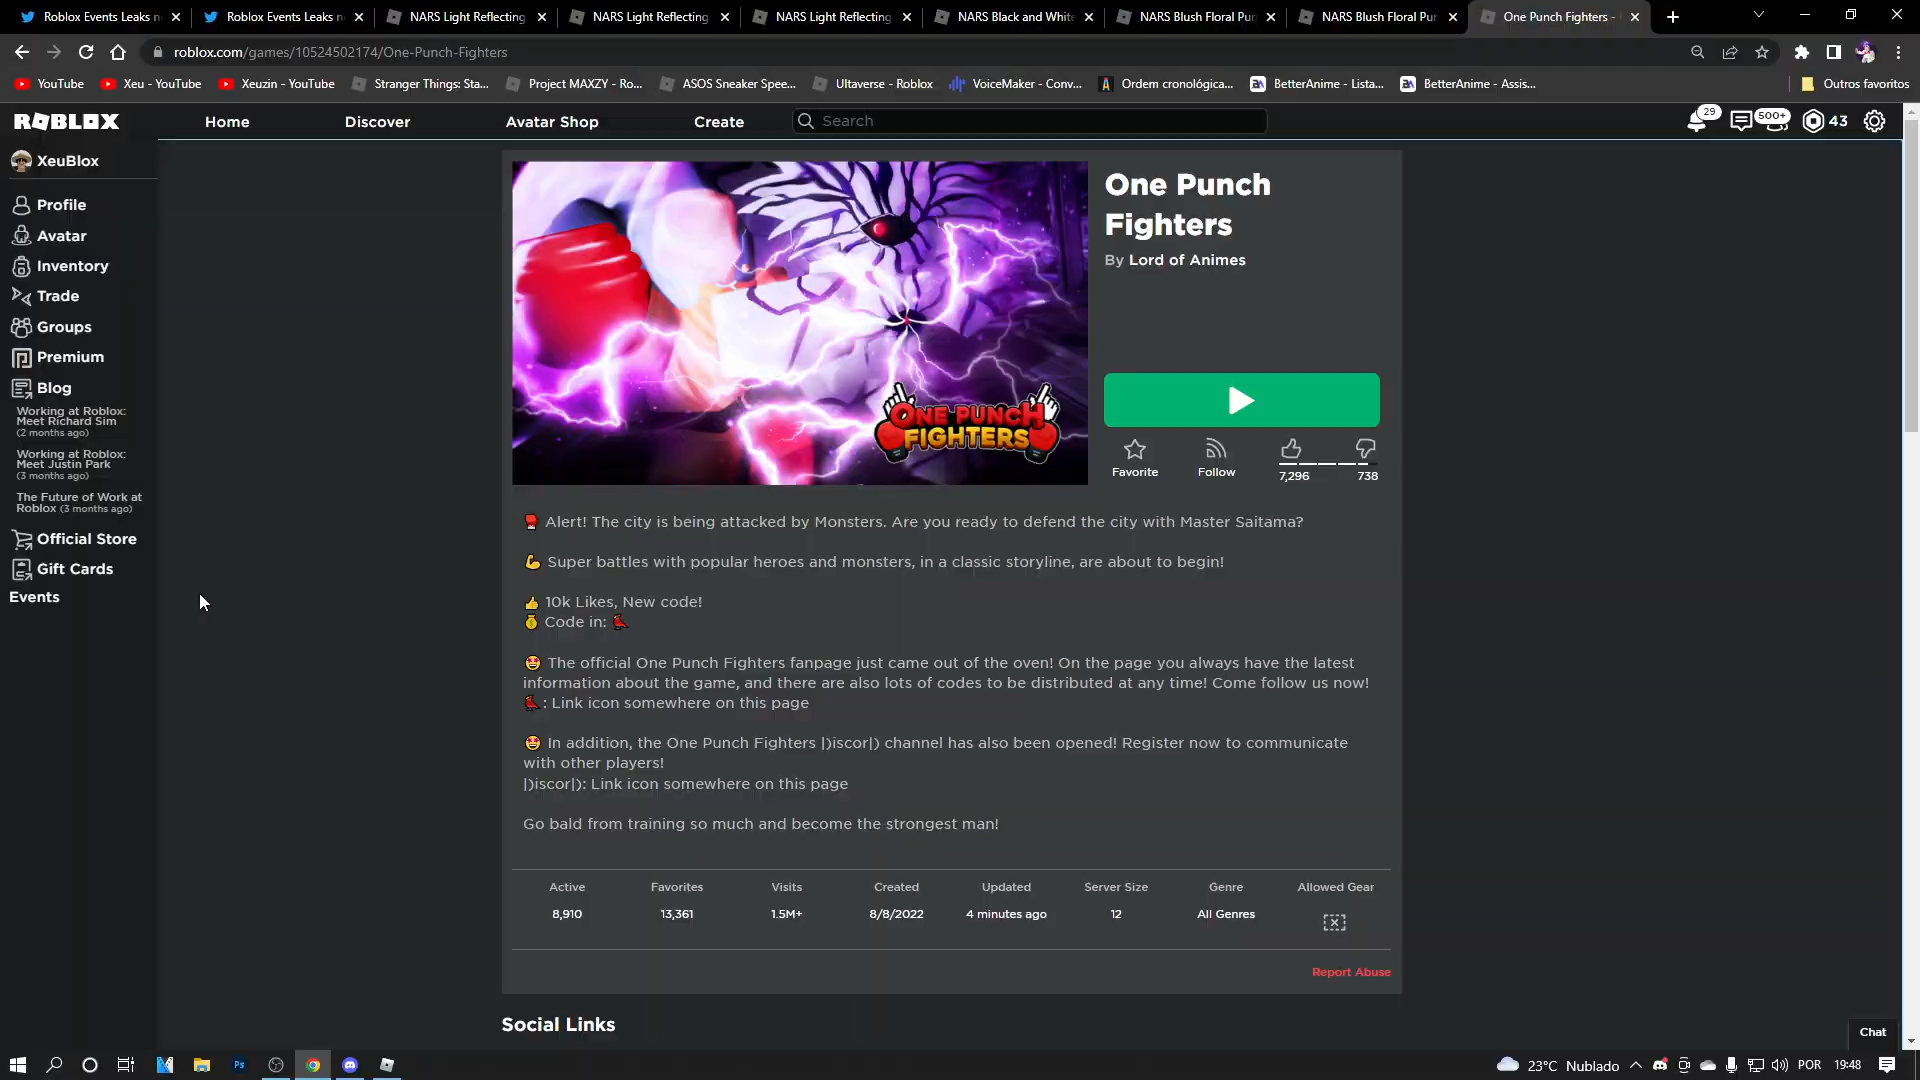 Roblox Events Leaks n
Roblox Events Leaks n
NARS Light Reflecting
NARS Light Reflecting
NARS Light Reflecting
NARS Black and White
NARS Blush Floral Pu
NARS Blush Floral Pu
One Punch Fighters -
roblox.com/games/10524502174/One-Punch-Fighters
YouTube
Xeu - YouTube
Xeuzin - YouTube
Stranger Things: Sta...
Project MAXZY - Ro...
ASOS Sneaker Spee...
Ultaverse - Roblox
VoiceMaker - Conv...
Ordem cronológica...
BetterAnime - Lista...
BetterAnime - Assis...
Outros favoritos
ROBLOX
Home
Discover
Avatar Shop
Create
Search
29
500+
43
XeuBlox
Profile
Avatar
Inventory
Trade
Groups
Premium
Blog
Working at Roblox:
Meet Richard Sim
(2 months ago)
Working at Roblox:
Meet Justin Park
(3 months ago)
The Future of Work at
Roblox (3 months ago)
Official Store
Gift Cards
Events
ONE PUNCH
FIGHTERS
One Punch
Fighters
By Lord of Animes
Favorite
Follow
7,296
738
Alert! The city is being attacked by Monsters. Are you ready to defend the city with Master Saitama?
Super battles with popular heroes and monsters, in a classic storyline, are about to begin!
10k Likes, New code!
Code in:
The official One Punch Fighters fanpage just came out of the oven! On the page you always have the latest
information about the game, and there are also lots of codes to be distributed at any time! Come follow us now!
: Link icon somewhere on this page
In addition, the One Punch Fighters |)iscor|) channel has also been opened! Register now to communicate
with other players!
|)iscor|): Link icon somewhere on this page
Go bald from training so much and become the strongest man!
Active
Favorites
Visits
Created
Updated
Server Size
Genre
Allowed Gear
8,910
13,361
1.5M+
8/8/2022
4 minutes ago
12
All Genres
Report Abuse
Social Links
Chat
Ps
23°C Nublado
POR
19:48